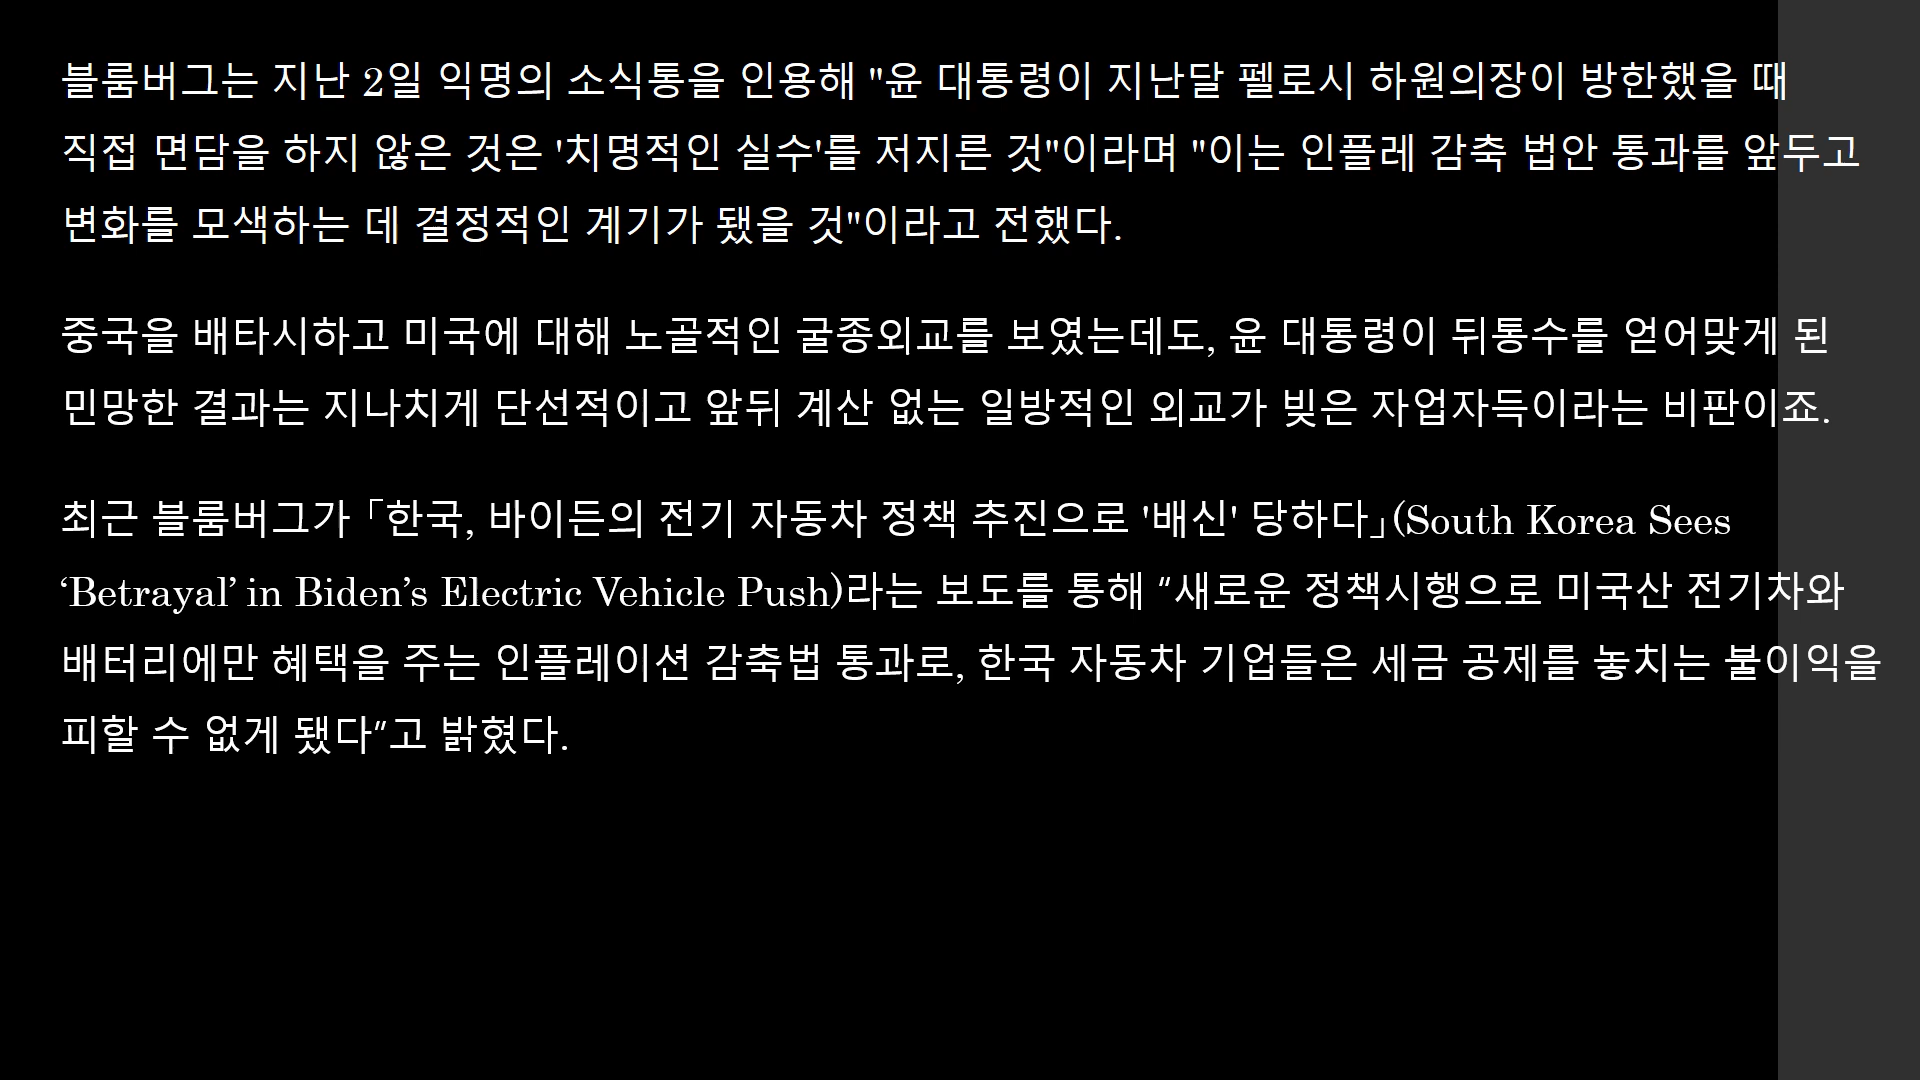 블룸버그는 지난 2일 익명의 소식통을 인용해 "윤 대통령이 지난달 펠로시 하원의장이 방한했을 때
직접 면담을 하지 않은 것은 '치명적인 실수'를 저지른 것"이라며 "이는 인플레 감축 법안 통과를 앞두고
변화를 모색하는 데 결정적인 계기가 됐을 것"이라고 전했다.
중국을 배타시하고 미국에 대해 노골적인 굴종외교를 보였는데도, 윤 대통령이 뒤통수를 얻어맞게 된
민망한 결과는 지나치게 단선적이고 앞뒤 계산 없는 일방적인 외교가 빚은 자업자득이라는 비판이죠.
최근 블룸버그가 ｢한국, 바이든의 전기 자동차 정책 추진으로 '배신' 당하다｣(South Korea Sees
‘Betrayal’ in Biden’s Electric Vehicle Push)라는 보도를 통해 ″새로운 정책시행으로 미국산 전기차와
배터리에만 혜택을 주는 인플레이션 감축법 통과로, 한국 자동차 기업들은 세금 공제를 놓치는 불이익을
피할 수 없게 됐다″고 밝혔다.